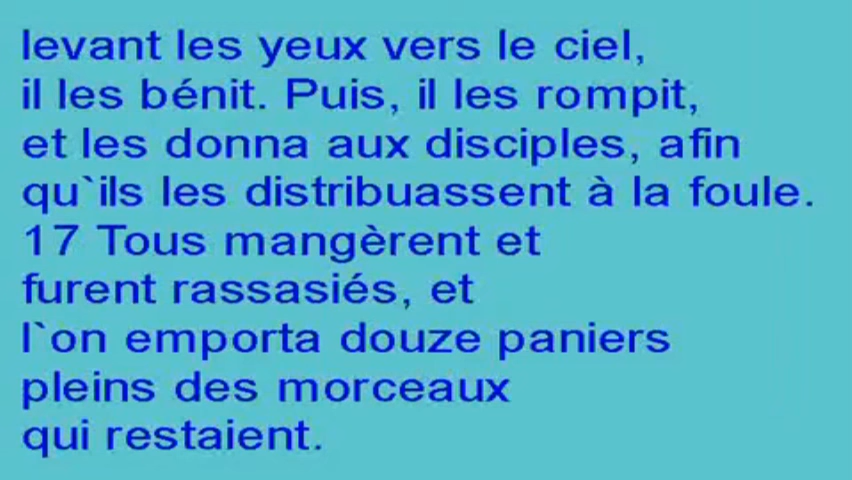 levant les yeux vers le ciel,
il les bénit. Puis, il les rompit,
et les donna aux disciples, afin
qu`ils les distribuassent à la foule.
17 Tous mangèrent et
furent rassasiés, et
l`on emporta douze paniers
pleins des morceaux
qui restaient.